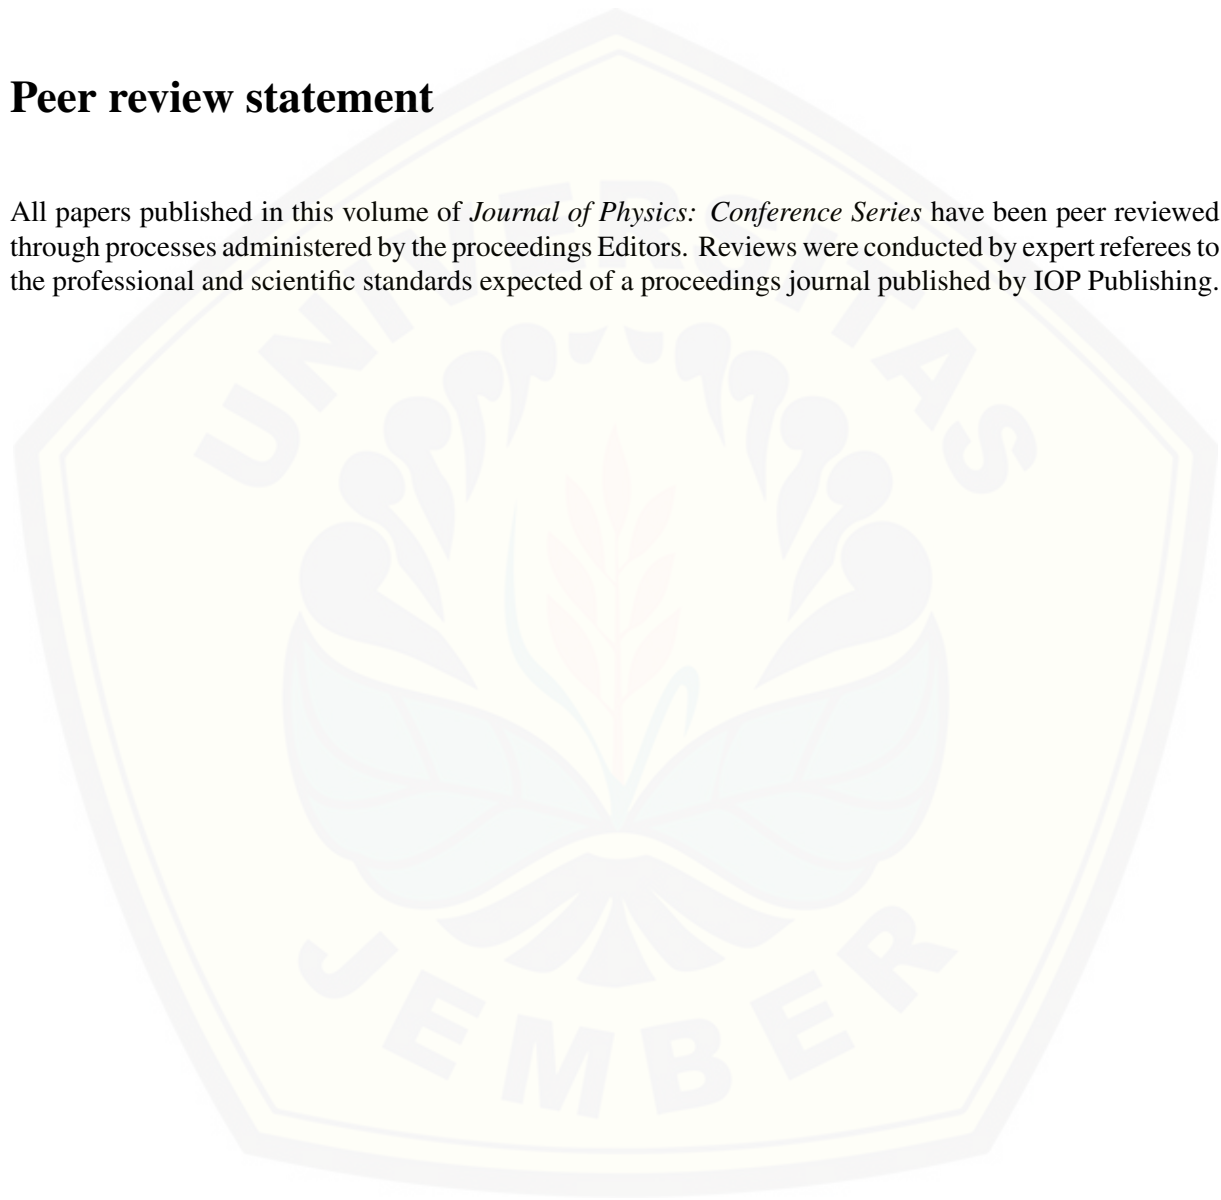 Peer review statement
All papers published in this volume of Journal of Physics: Conference Series have been peer reviewed
through processes administered by the proceedings Editors. Reviews were conducted by expert referees to
the professional and scientific standards expected of a proceedings journal published by IOP Publishing.
UNIVERSITAS
JEMBER